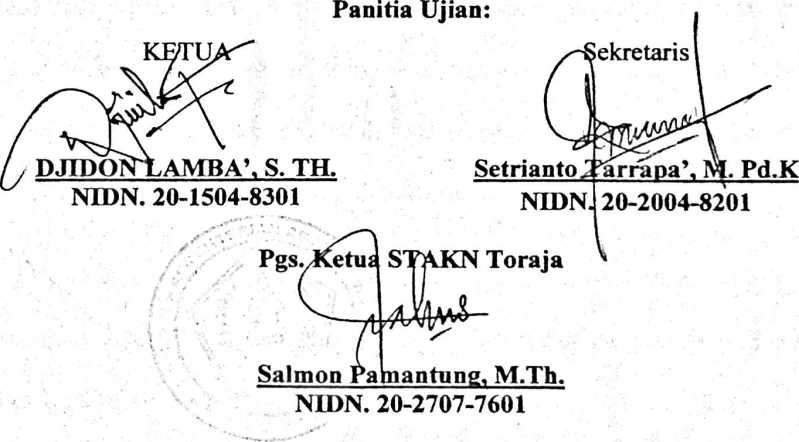 Panitia Ujian:
KETUA
Sekretaris
DJIDON LAMBA', S. TH.
Setrianto Tarrapa', M. Pd.K
NIDN. 20-1504-8301
NIDN. 20-2004-8201
Pgs. Ketua STAKN Toraja
Salmon Pamantung, M.Th.
NIDN. 20-2707-7601